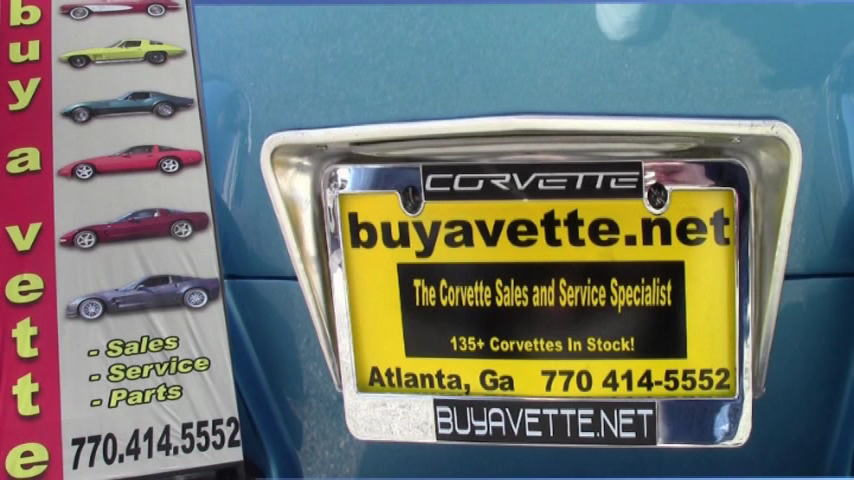 buy a vette
- Sales
- Service
- Parts
770.414.5552
CORVETTE
buyavette.net
The Corvette Sales and Service Specialist
135+ Corvettes In Stock!
Atlanta, Ga 770 414-5552
BUYAVETTE.NET